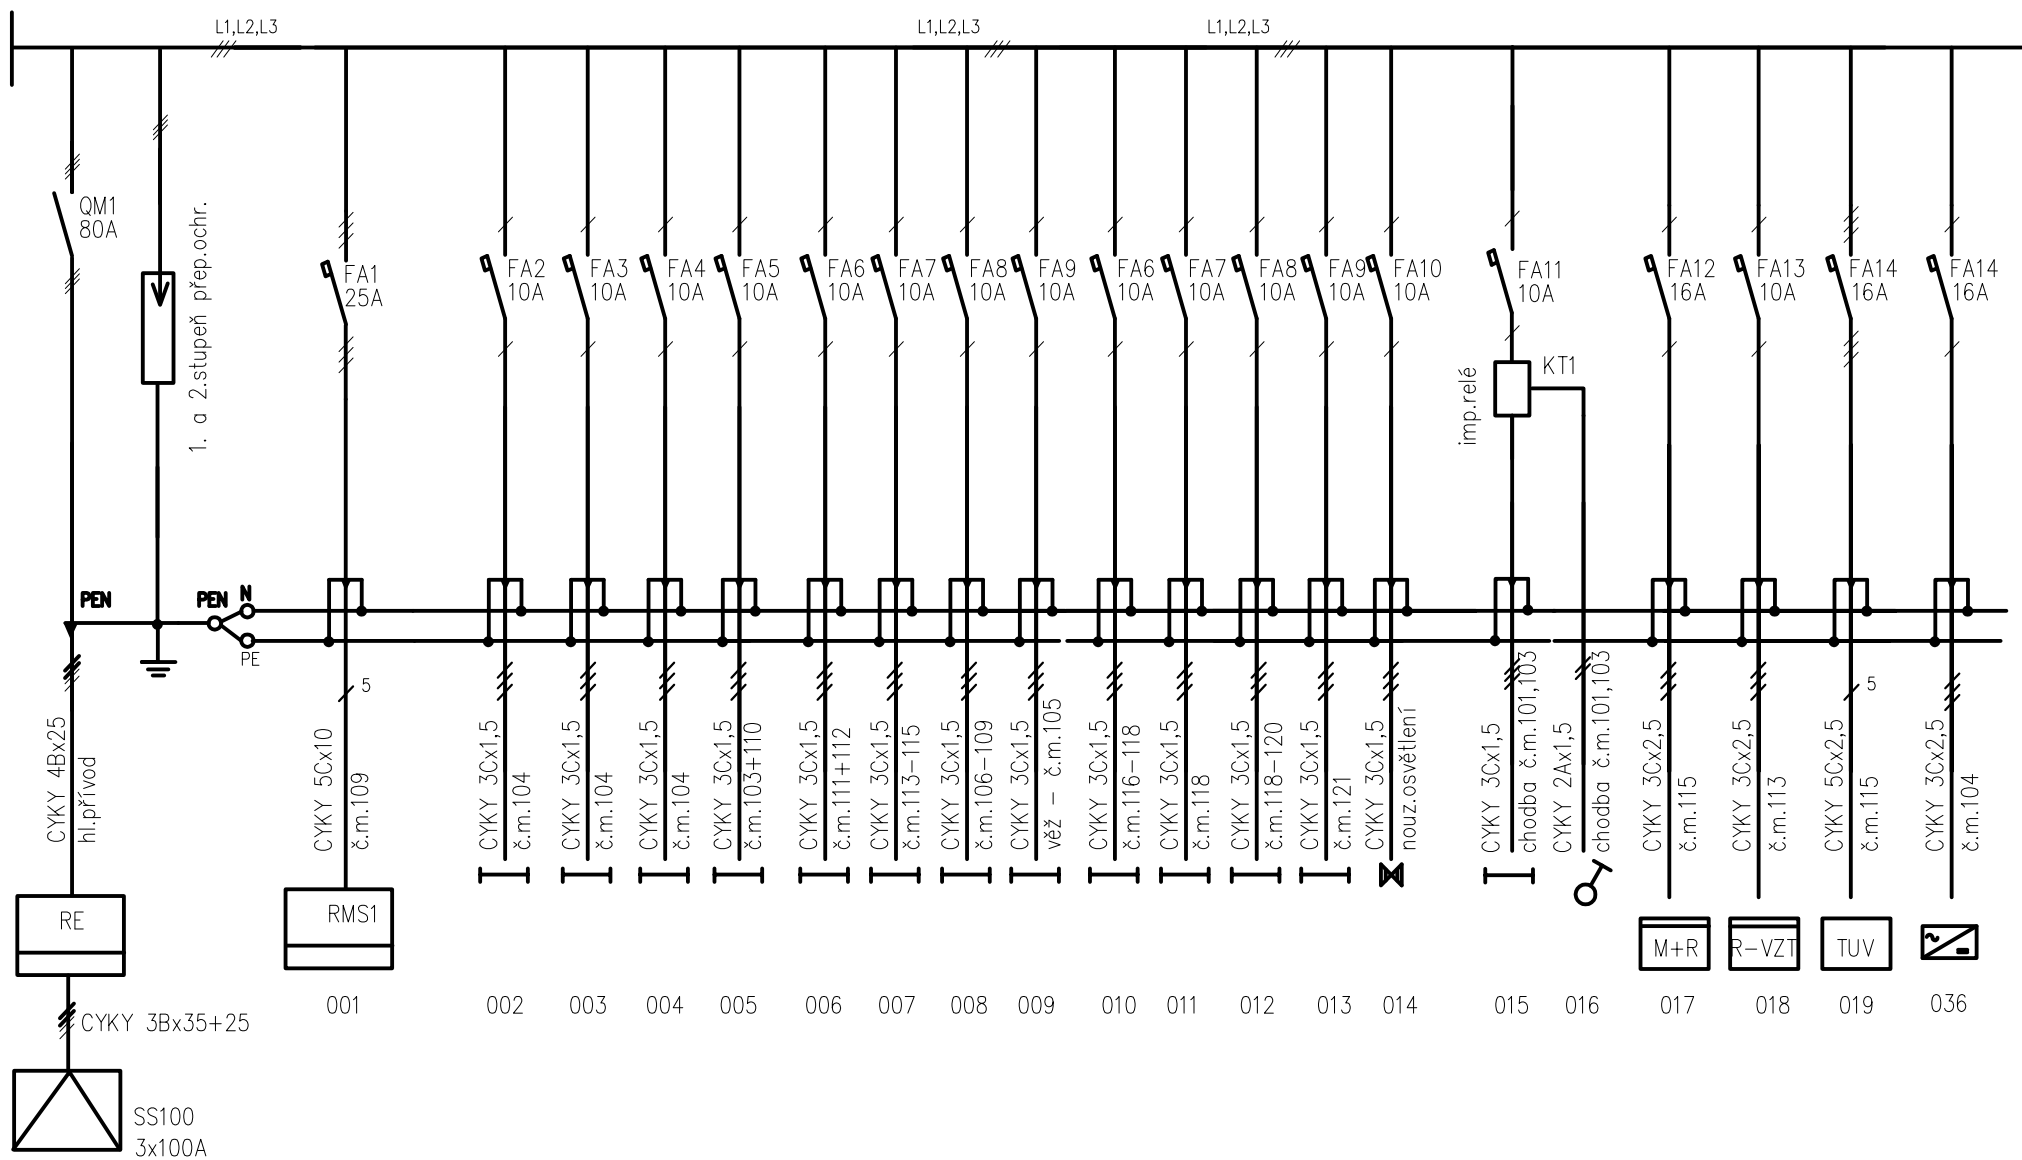 L1,L2,L3
L1,L2,L3
L1,L2,L3
QM1
80A
1. a 2.stupeň přep.ochr.
FA1
25A
FA2
10A
FA3
10A
FA4
10A
FA5
10A
FA6
10A
FA7
10A
FA8
10A
FA9
10A
FA6
10A
FA7
10A
FA8
10A
FA9
10A
FA10
10A
FA11
10A
FA12
16A
FA13
10A
FA14
16A
FA14
16A
imp.relé
KT1
PEN
PEN
N
PE
5
5
CYKY 4Bx25
hl.přívod
CYKY 5Cx10
č.m.109
CYKY 3Cx1,5
č.m.104
CYKY 3Cx1,5
č.m.104
CYKY 3Cx1,5
č.m.104
CYKY 3Cx1,5
č.m.103+110
CYKY 3Cx1,5
č.m.111+112
CYKY 3Cx1,5
č.m.113-115
CYKY 3Cx1,5
č.m.106-109
CYKY 3Cx1,5
věž - č.m.105
CYKY 3Cx1,5
č.m.116-118
CYKY 3Cx1,5
č.m.118
CYKY 3Cx1,5
č.m.118-120
CYKY 3Cx1,5
č.m.121
CYKY 3Cx1,5
nouz.osvětlení
CYKY 3Cx1,5
chodba č.m.101,103
CYKY 2Ax1,5
chodba č.m.101,103
CYKY 3Cx2,5
č.m.115
CYKY 3Cx2,5
č.m.113
CYKY 5Cx2,5
č.m.115
CYKY 3Cx2,5
č.m.104
RE
RMS1
M+R
R-VZT
TUV
001
002
003
004
005
006
007
008
009
010
011
012
013
014
015
016
017
018
019
036
CYKY 3Bx35+25
SS100
3x100A